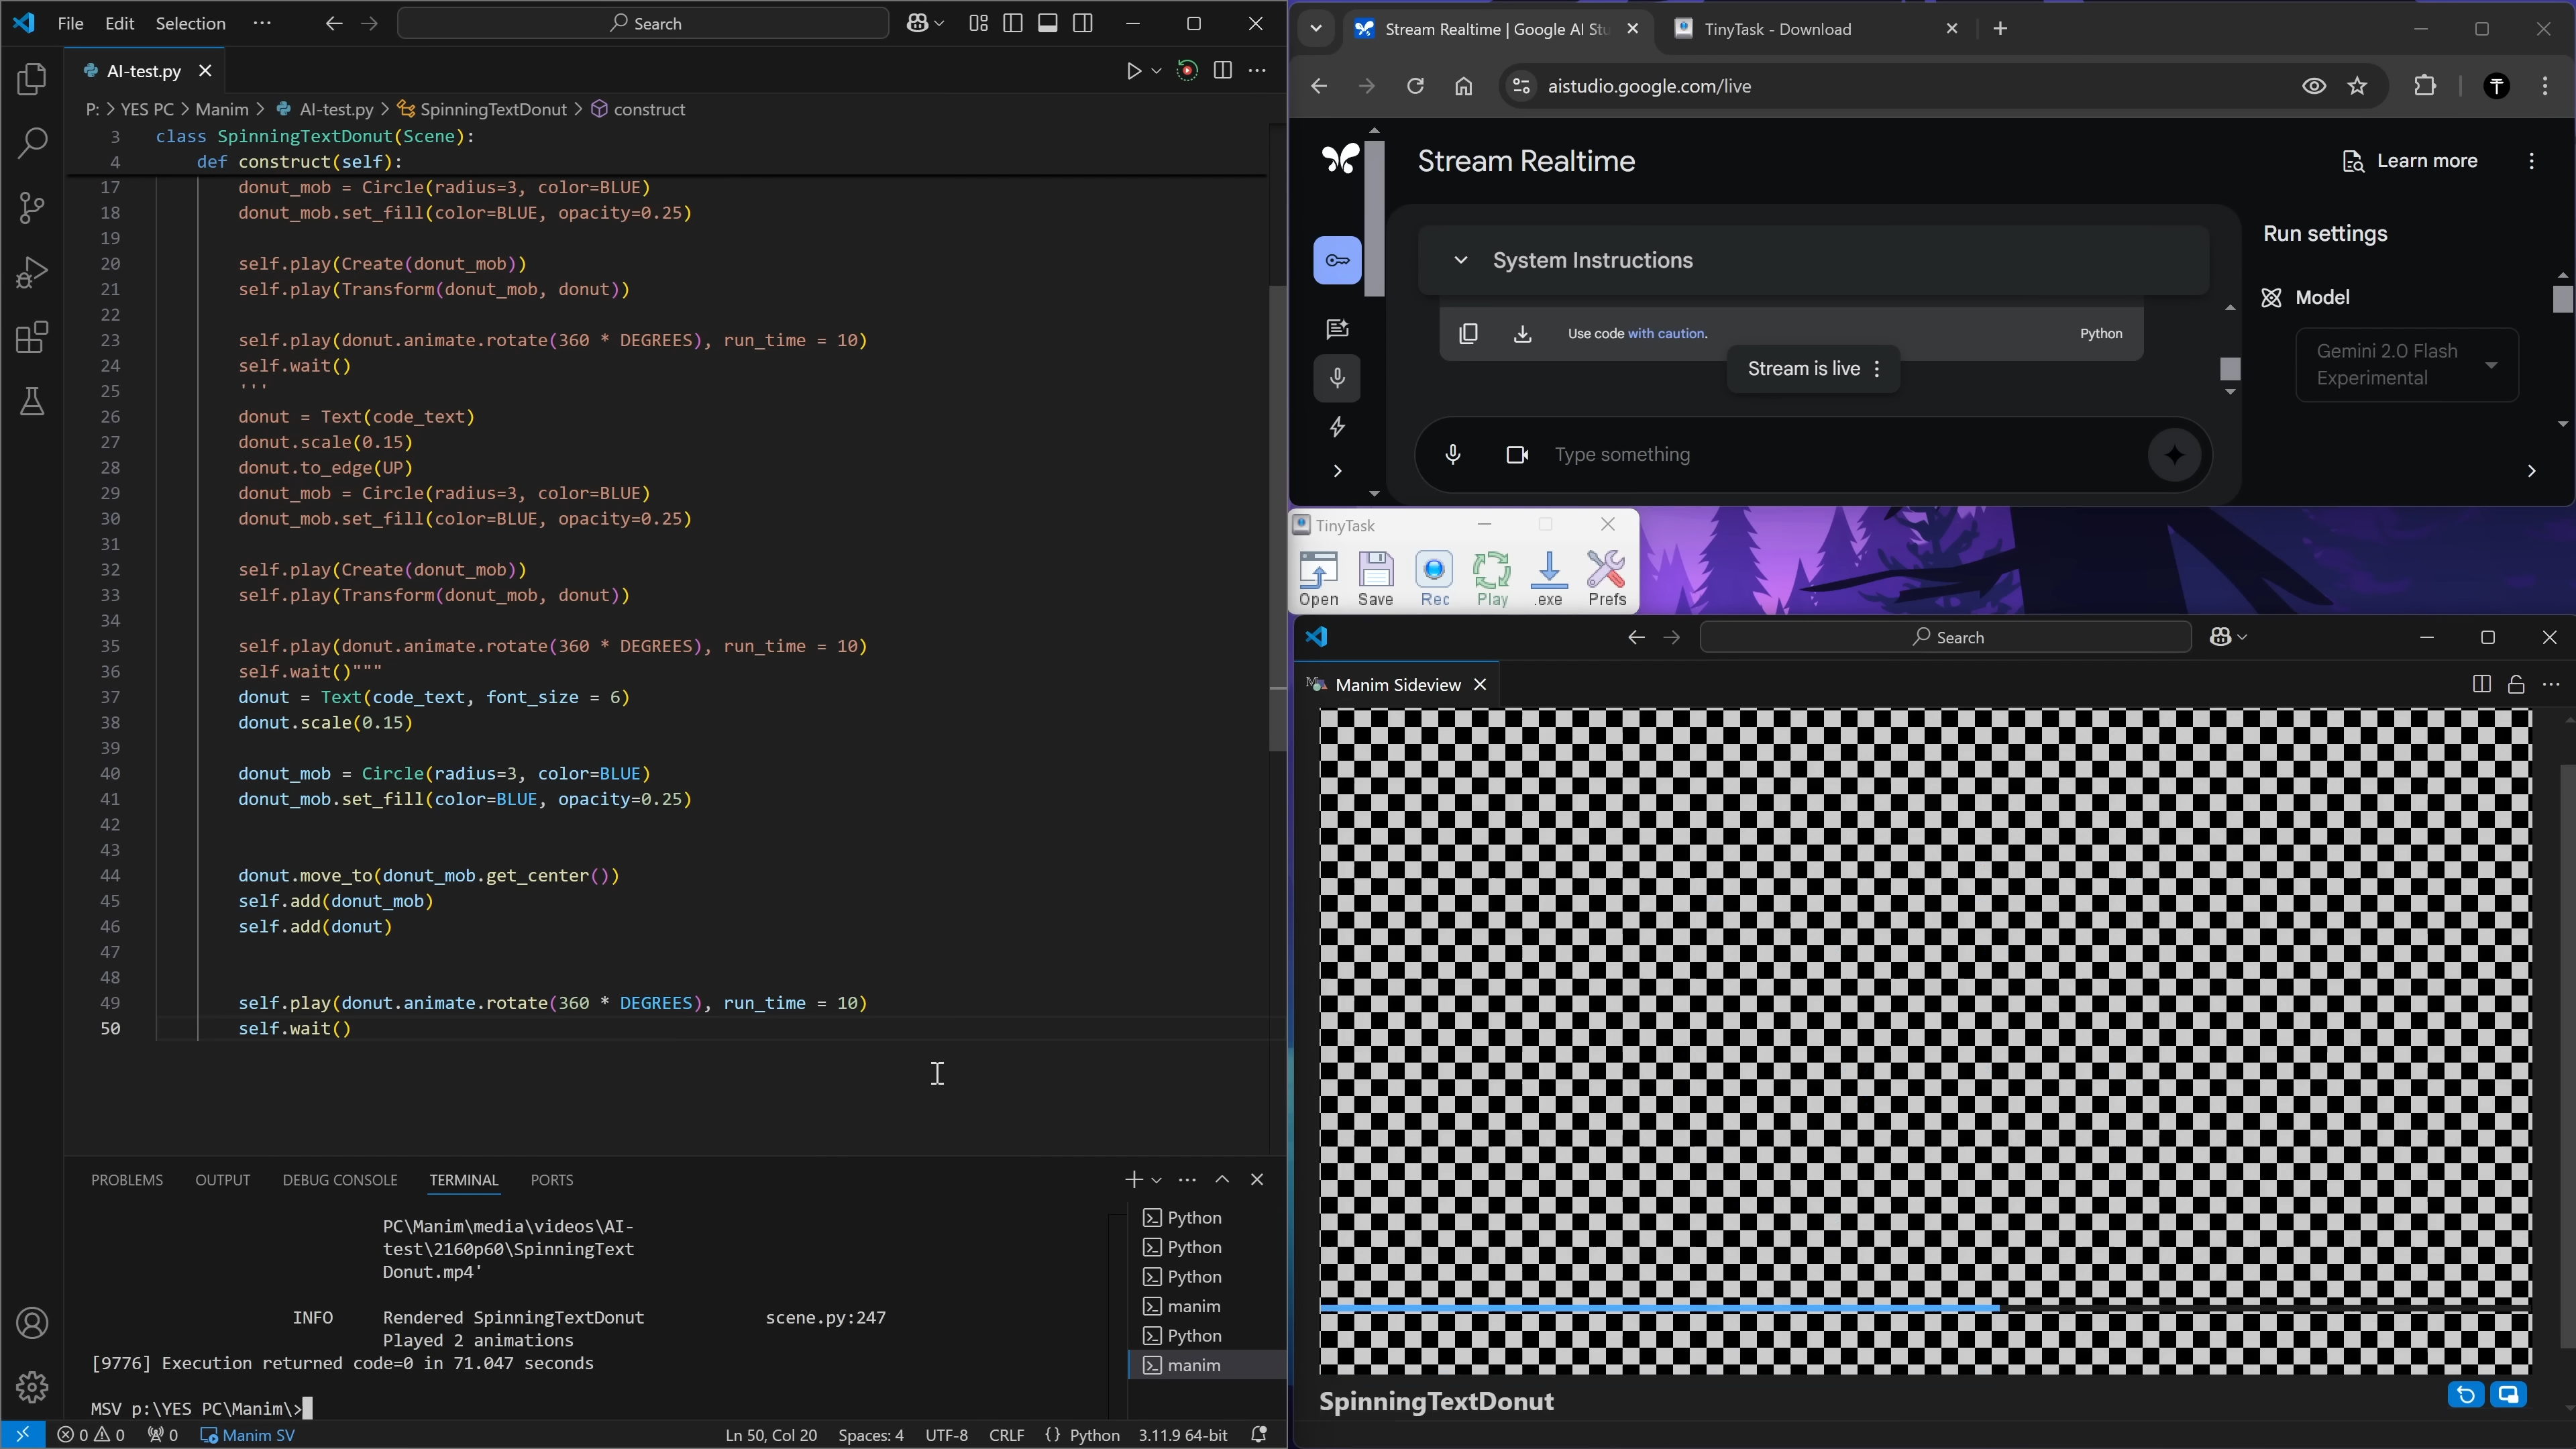 File Edit Selection ··· Search
AI-test.py
P: > YES PC > Manim > AI-test.py > SpinningTextDonut > construct
3 class SpinningTextDonut(Scene):
4 def construct(self):
17 donut_mob = Circle(radius=3, color=BLUE)
18 donut_mob.set_fill(color=BLUE, opacity=0.25)
19
20 self.play(Create(donut_mob))
21 self.play(Transform(donut_mob, donut))
22
23 self.play(donut.animate.rotate(360 * DEGREES), run_time = 10)
24 self.wait()
25 '''
26 donut = Text(code_text)
27 donut.scale(0.15)
28 donut.to_edge(UP)
29 donut_mob = Circle(radius=3, color=BLUE)
30 donut_mob.set_fill(color=BLUE, opacity=0.25)
31
32 self.play(Create(donut_mob))
33 self.play(Transform(donut_mob, donut))
34
35 self.play(donut.animate.rotate(360 * DEGREES), run_time = 10)
36 self.wait()"""
37 donut = Text(code_text, font_size = 6)
38 donut.scale(0.15)
39
40 donut_mob = Circle(radius=3, color=BLUE)
41 donut_mob.set_fill(color=BLUE, opacity=0.25)
42
43
44 donut.move_to(donut_mob.get_center())
45 self.add(donut_mob)
46 self.add(donut)
47
48
49 self.play(donut.animate.rotate(360 * DEGREES), run_time = 10)
50 self.wait()
PROBLEMS OUTPUT DEBUG CONSOLE TERMINAL PORTS
PC\Manim\media\videos\AI-
test\2160p60\SpinningText
Donut.mp4'
INFO Rendered SpinningTextDonut scene.py:247
Played 2 animations
[9776] Execution returned code=0 in 71.047 seconds
MSV p:\YES PC\Manim\>
Python
Python
Python
manim
Python
manim
0 0 0 Manim SV Ln 50, Col 20 Spaces: 4 UTF-8 CRLF {} Python 3.11.9 64-bit
Stream Realtime | Google AI Stu TinyTask - Download
aistudio.google.com/live
Stream Realtime Learn more
System Instructions
Use code with caution. Python
Stream is live
Type something
Run settings
Model
Gemini 2.0 Flash
Experimental
TinyTask
Open Save Rec Play .exe Prefs
Search
Manim Sideview
SpinningTextDonut